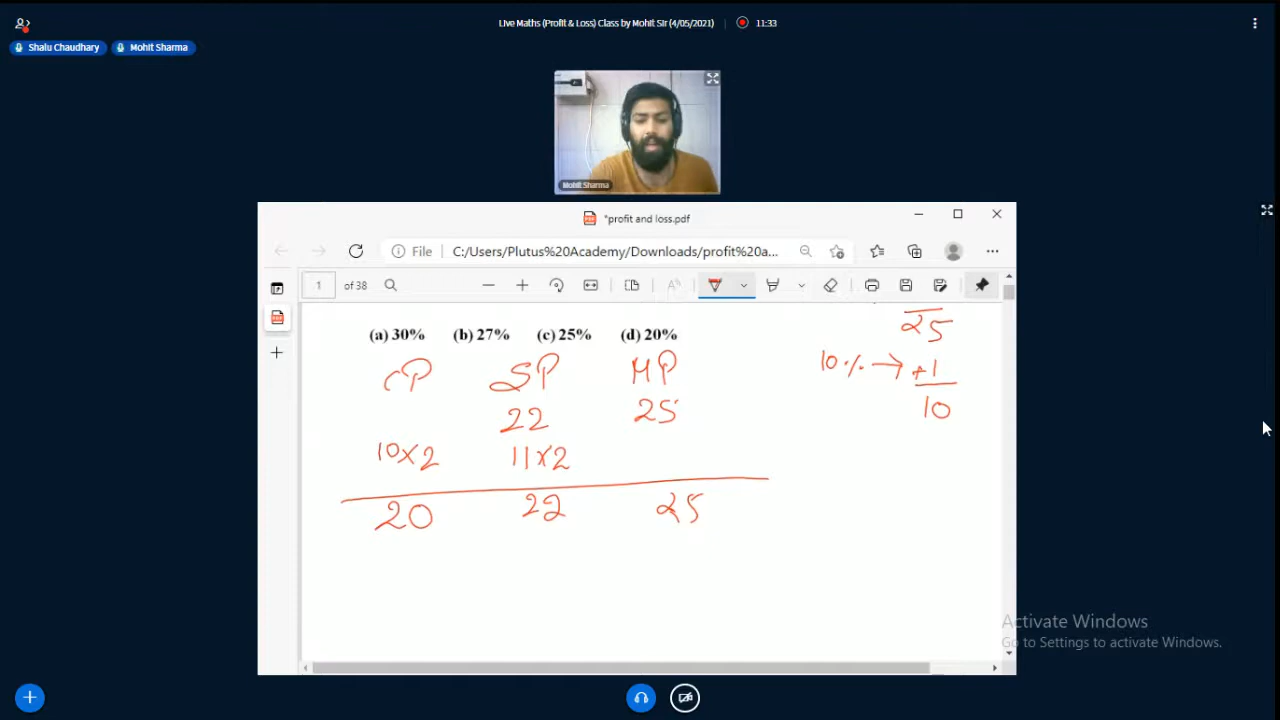 Live Maths (Profit & Loss) Class by Mohit Sir (4/05/2021) 11:33
Shalu Chaudhary Mohit Sharma
Mohit Sharma
*profit and loss.pdf
File C:/Users/Plutus%20Academy/Downloads/profit%20a...
1 of 38
(a) 30% (b) 27% (c) 25% (d) 20%
25
CP SP MP
10% → +1
10
22 25
10×2 11×2
20 22 25
Activate Windows
Go to Settings to activate Windows.